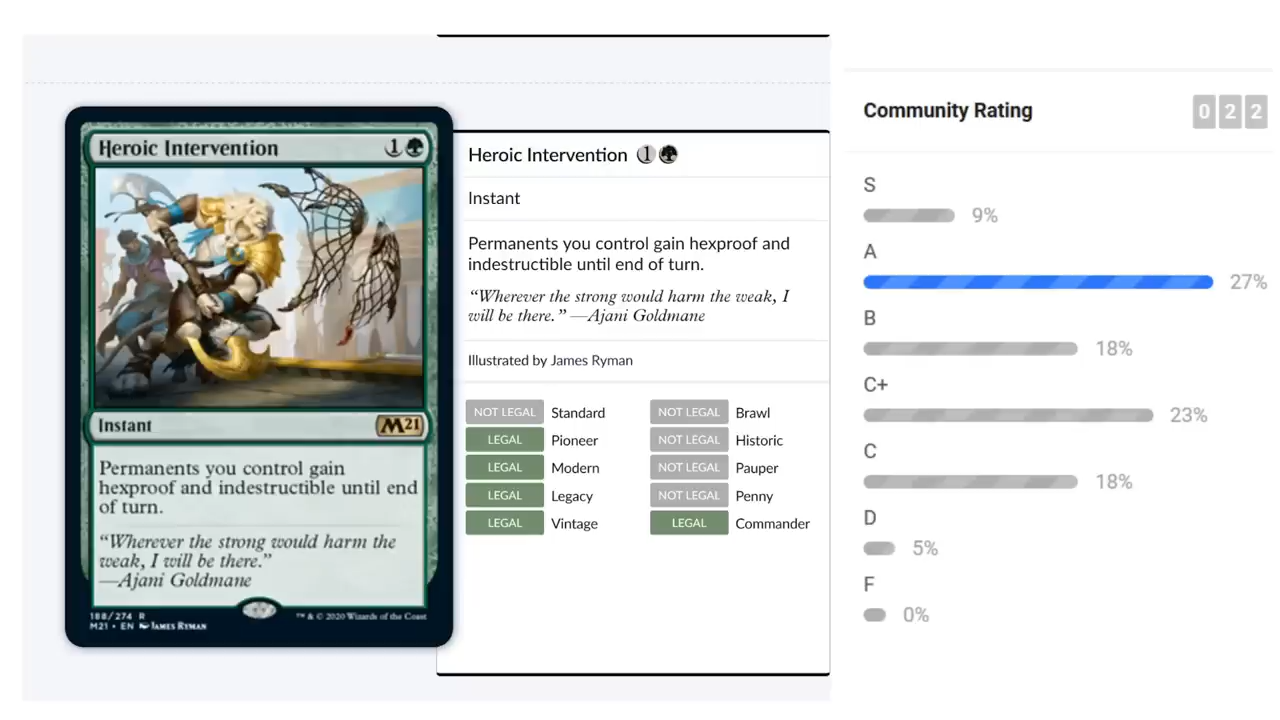 Heroic Intervention 1
Instant
M21
Permanents you control gain
hexproof and indestructible until end
of turn.
“Wherever the strong would harm the
weak, I will be there.”
—Ajani Goldmane
188/274 R
M21 • EN JAMES RYMAN
™ & © 2020 Wizards of the Coast
Heroic Intervention 1
Instant
Permanents you control gain hexproof and
indestructible until end of turn.
“Wherever the strong would harm the weak, I
will be there.” —Ajani Goldmane
Illustrated by James Ryman
NOT LEGAL Standard NOT LEGAL Brawl
LEGAL Pioneer NOT LEGAL Historic
LEGAL Modern NOT LEGAL Pauper
LEGAL Legacy NOT LEGAL Penny
LEGAL Vintage LEGAL Commander
Community Rating 0 2 2
S
9%
A
27%
B
18%
C+
23%
C
18%
D
5%
F
0%